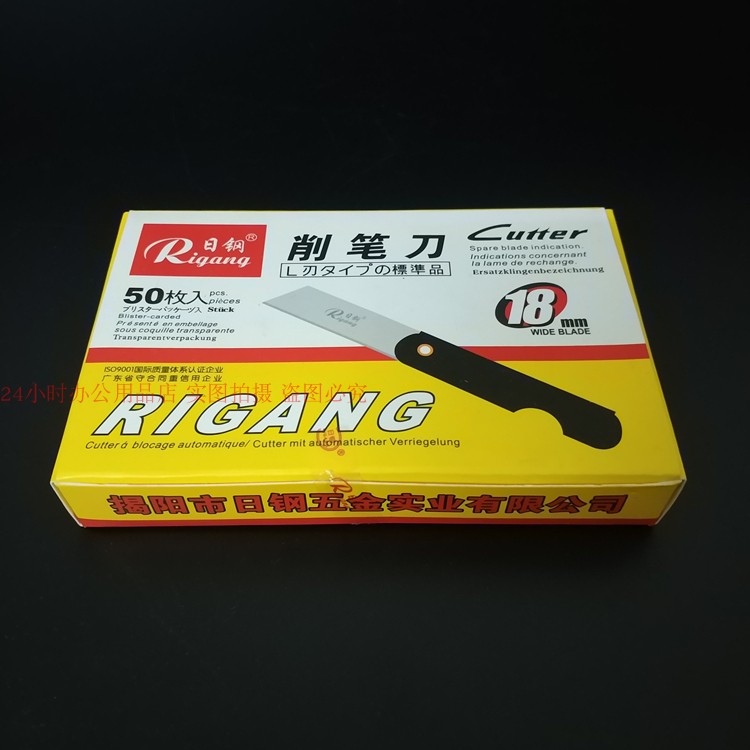 日钢®
Rigang
削笔刀
L刃タイプの標準品
Cutter
Spare blade indication.
Indications concernant
la lame de rechange.
Ersatzklingenbezeichnung
50枚入 pcs. pièces
ブリスターパッケージ入 Stück
Blister-carded
Présenté en emballage
sous coquille transparente
Transparentverpackung
日钢
Rigang
18 mm
WIDE BLADE
ISO9001国际质量体系认证企业
广东省守合同重信用企业
24小时办公用品店 实图拍摄 盗图必究
RIGANG
Cutter à blocage automatique/ Cutter mit automatischer Verriegelung
揭阳市日钢五金实业有限公司